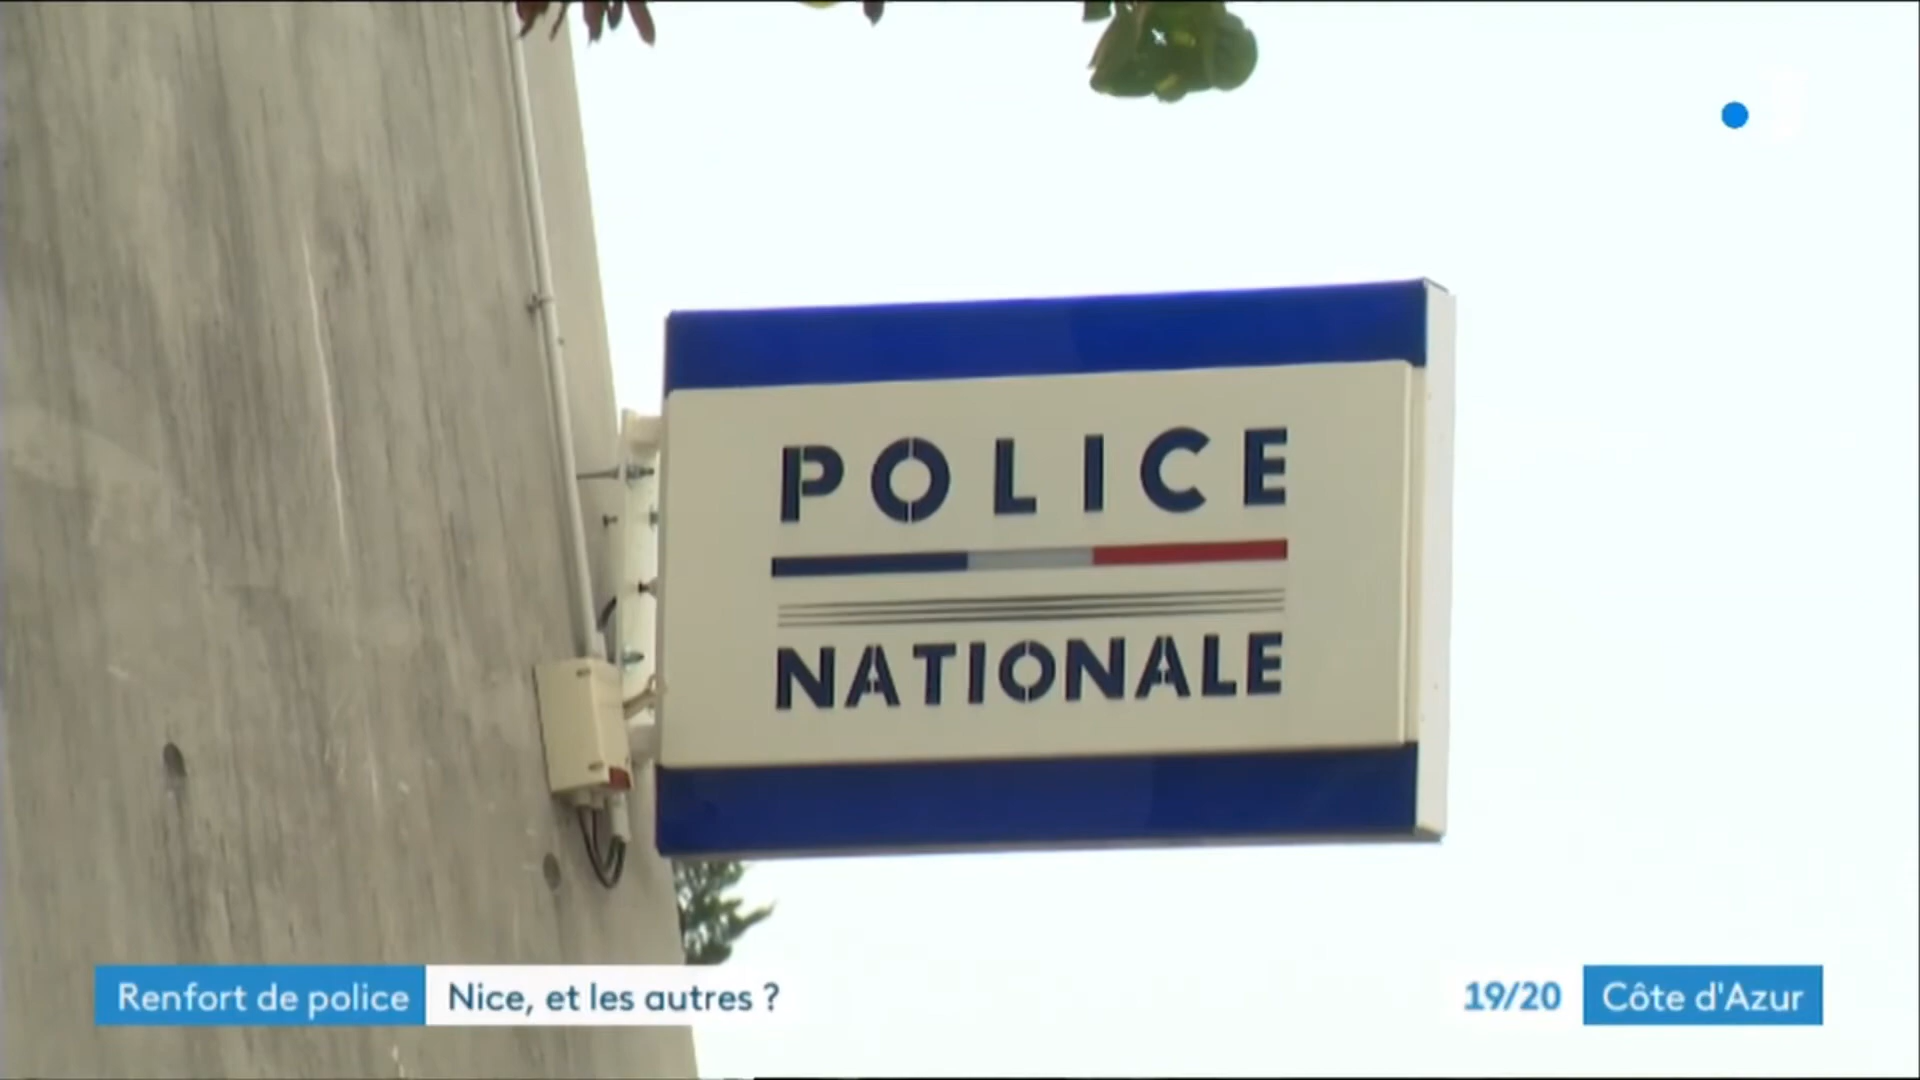 POLICE
NATIONALE
Renfort de police Nice, et les autres ?
19/20 Côte d'Azur